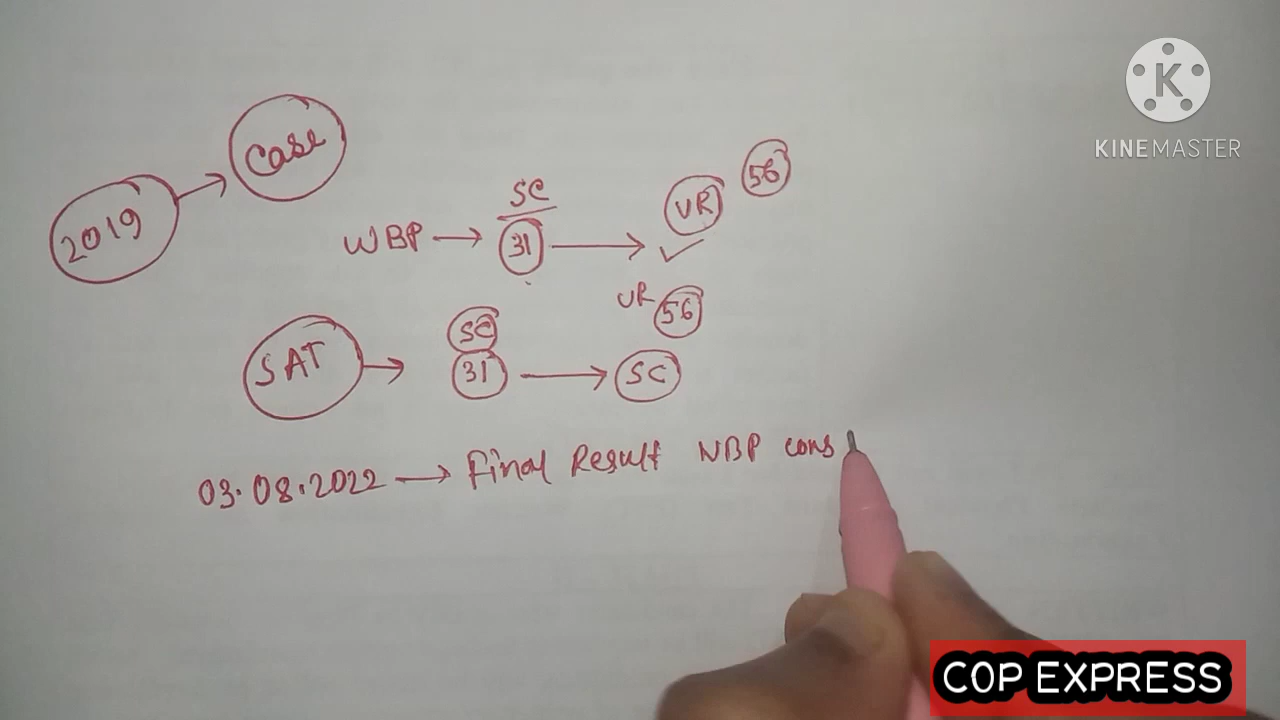 Case
2019
SC
WBP → 31 → UR 56
UR 56
SC
SAT → 31 → SC
03.08.2022 → Final Result WBP cons
K
KINEMASTER
COP EXPRESS